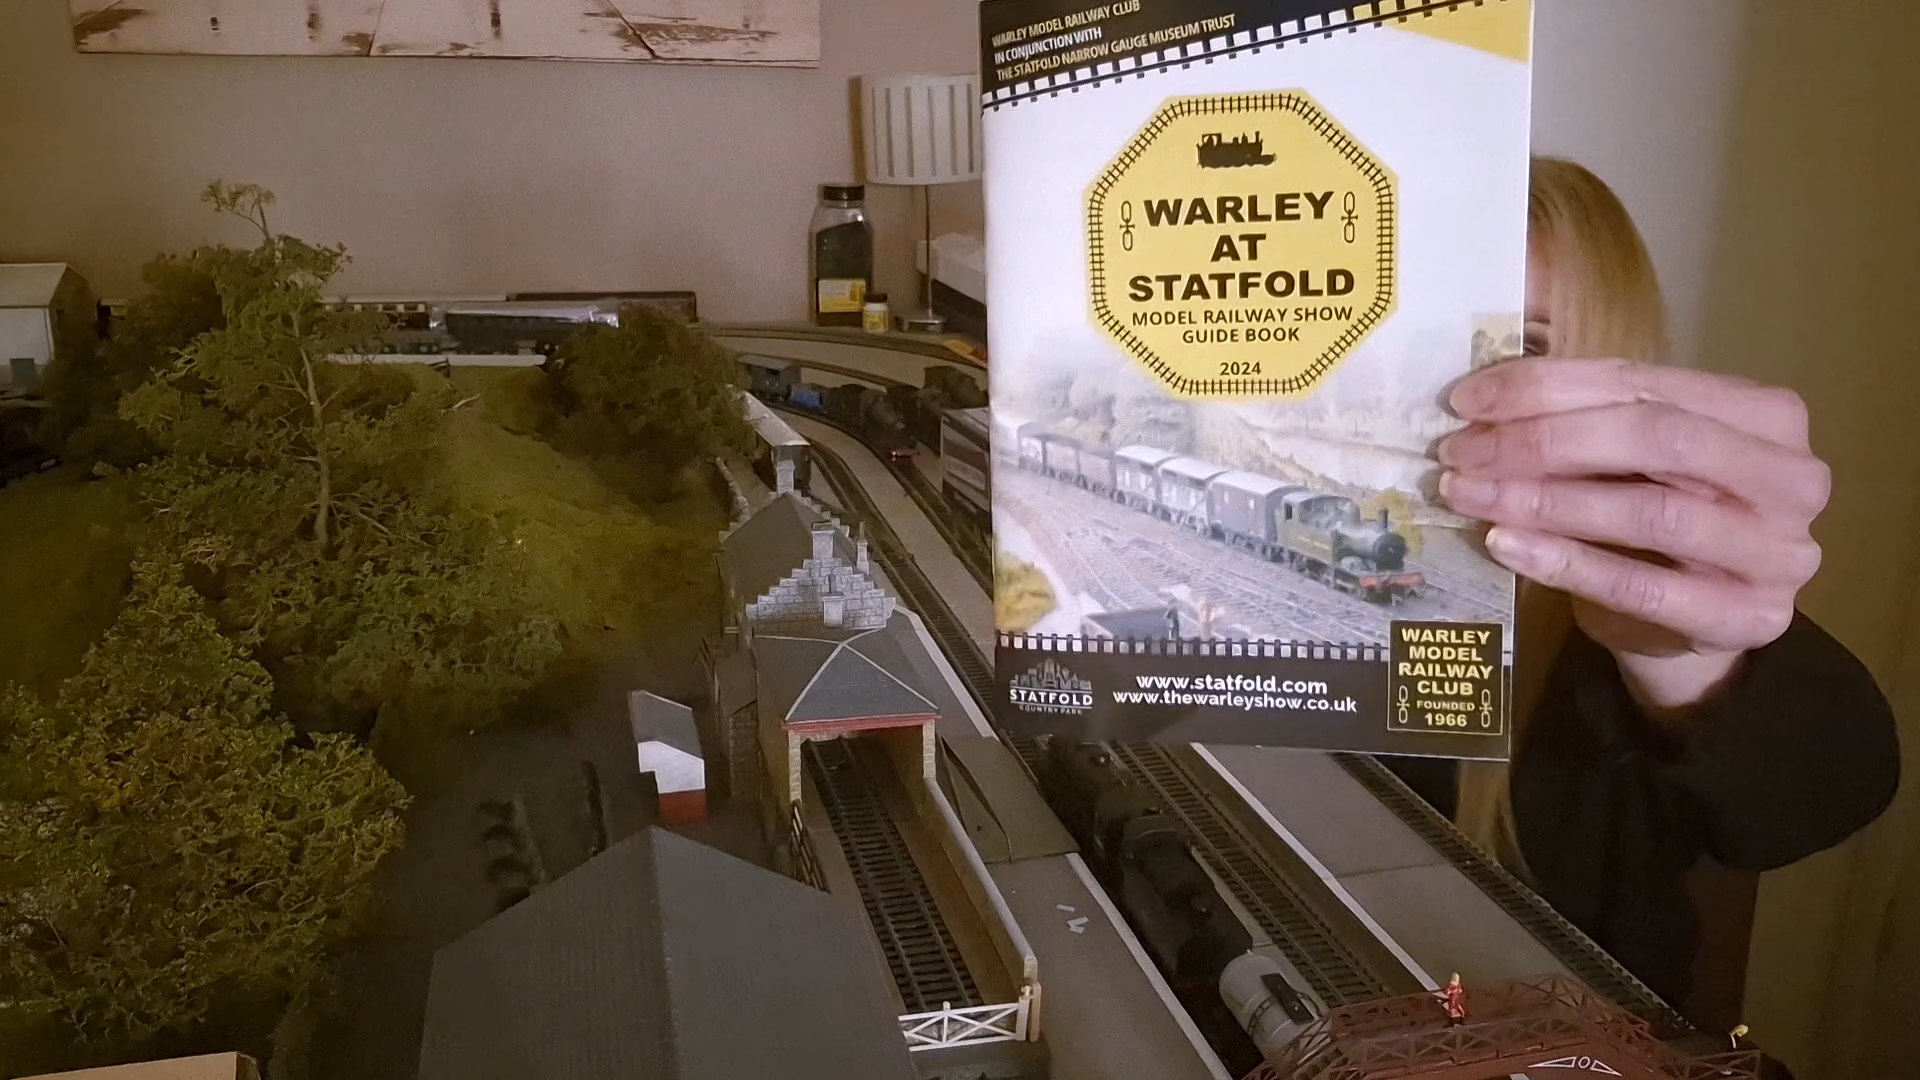 WARLEY MODEL RAILWAY CLUB
IN CONJUNCTION WITH
THE STATFOLD NARROW GAUGE MUSEUM TRUST
WARLEY
AT
STATFOLD
MODEL RAILWAY SHOW
GUIDE BOOK
2024
STATFOLD
COUNTRY PARK
www.statfold.com
www.thewarleyshow.co.uk
WARLEY
MODEL
RAILWAY
CLUB
FOUNDED
1966